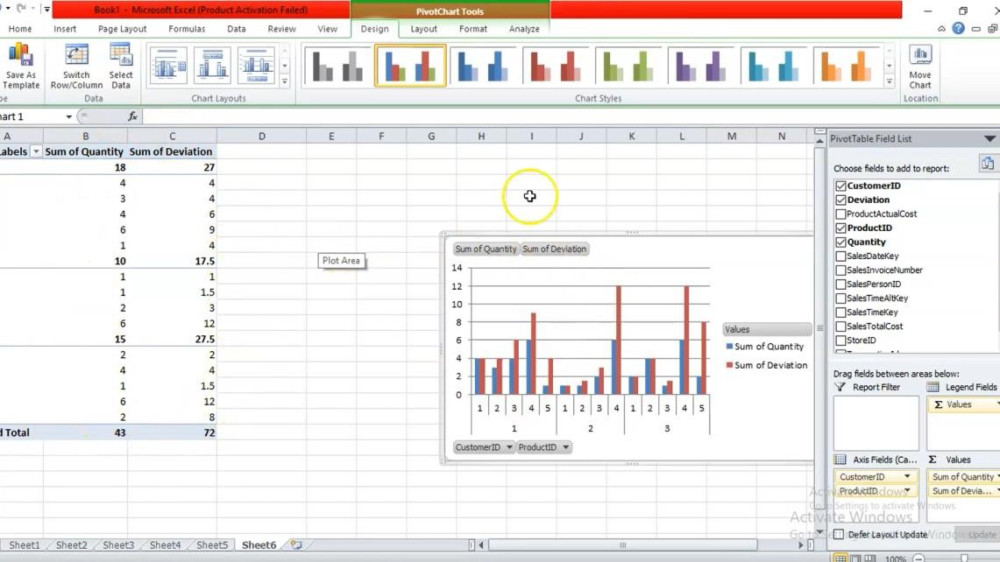 Book1 - Microsoft Excel (Product Activation Failed)
PivotChart Tools
Home Insert Page Layout Formulas Data Review View Design Layout Format Analyze
Save As Template
Switch Row/Column
Select Data
Move Chart
Data
Chart Layouts
Chart Styles
Location
hart 1
fx
A B C D E F G H I J K L M N
Labels Sum of Quantity Sum of Deviation
18 27
4 4
3 4
4 6
6 9
1 4
10 17.5
1 1
1 1.5
2 3
6 12
15 27.5
2 2
4 4
1 1.5
6 12
2 8
d Total 43 72
Plot Area
Sum of Quantity Sum of Deviation
14
12
10
8
6
4
2
0
1 2 3 4 5 1 2 3 4 1 2 3 4 5
1 2 3
CustomerID ProductID
Values
Sum of Quantity
Sum of Deviation
PivotTable Field List
Choose fields to add to report:
CustomerID
Deviation
ProductActualCost
ProductID
Quantity
SalesDateKey
SalesInvoiceNumber
SalesPersonID
SalesTimeAltKey
SalesTimeKey
SalesTotalCost
StoreID
Drag fields between areas below:
Report Filter
Legend Fields
Σ Values
Axis Fields (Ca...
Σ Values
CustomerID
Sum of Quantity
ProductID
Sum of Devia...
Activate Windows
Go to Settings to activate Windows.
Activate Windows
Defer Layout Update
Update
Sheet1 Sheet2 Sheet3 Sheet4 Sheet5 Sheet6
100%